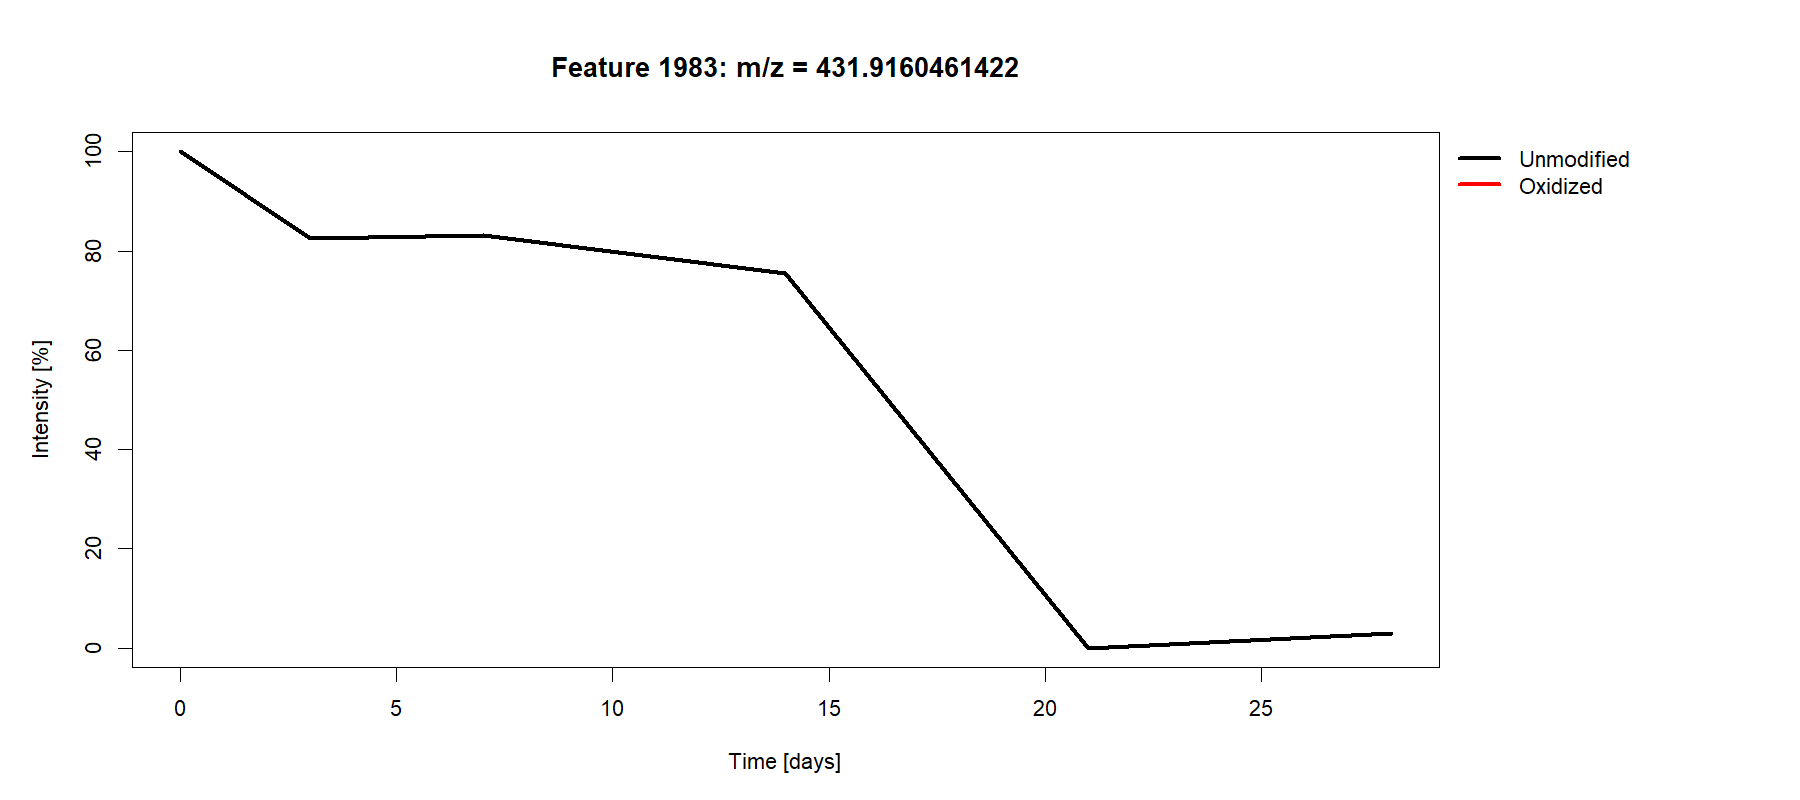 Feature 1983: m/z = 431.9160461422
Unmodified
Oxidized
Intensity [%]
100
80
60
40
20
0
0 5 10 15 20 25
Time [days]